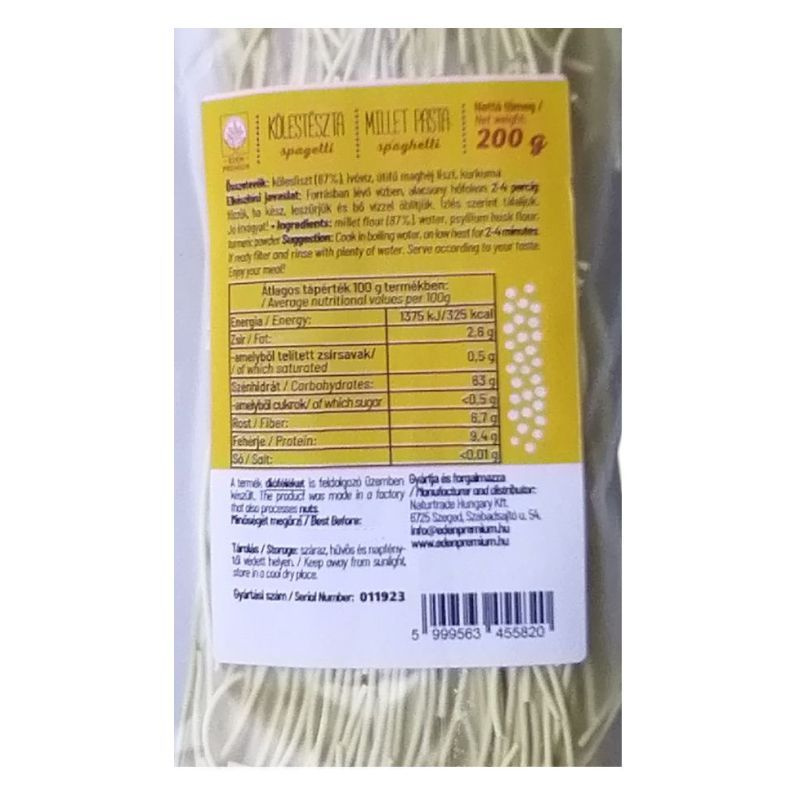 EDEN
PREMIUM
KÖLESTÉSZTA
spagetti
MILLET PASTA
spaghetti
Nettó tömeg /
Net weight:
200 g
Összetevők: kölesliszt (87%), ivóvíz, útifű maghéj liszt, kurkuma
Elkészítési javaslat: Forrásban lévő vízben, alacsony hőfokon 2-4 percig
főzzük, ha kész, leszűrjük és bő vízzel öblítjük. Ízlés szerint tálaljuk.
Jó étvágyat! • Ingredients: millet flour (87%), water, psyllium husk flour,
turmeric powder Suggestion: Cook in boiling water, on low heat for 2-4 minutes.
If ready filter and rinse with plenty of water. Serve according to your taste.
Enjoy your meal!
Átlagos tápérték 100 g termékben:
/ Average nutritional values per 100g
Energia / Energy: 1375 kJ/325 kcal
Zsír / Fat: 2,6 g
-amelyből telített zsírsavak/ 0,5 g
/ of which saturated
Szénhidrát / Carbohydrates: 63 g
-amelyből cukrok/ of which sugar <0,5 g
Rost / Fiber: 6,7 g
Fehérje / Protein: 9,4 g
Só / Salt: <0,01 g
A termék dióféléket is feldolgozó üzemben
készült. The product was made in a factory
that also processes nuts.
Minőségét megőrzi / Best Before:
Tárolás / Storage: száraz, hűvös és napfény-
től védett helyen. / Keep away from sunlight,
store in a cool dry place.
Gyártási szám / Serial Number: 011923
Gyártja és forgalmazza
/ Manufacturer and distributor:
Naturtrade Hungary Kft.
6725 Szeged, Szabadsajtó u. 54.
info@edenpremium.hu
www.edenpremium.hu
5 999563 455820